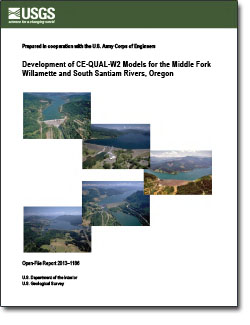 USGS
science for a changing world
Prepared in cooperation with the U.S. Army Corps of Engineers
Development of CE-QUAL-W2 Models for the Middle Fork
Willamette and South Santiam Rivers, Oregon
Open-File Report 2013–1186
U.S. Department of the Interior
U.S. Geological Survey